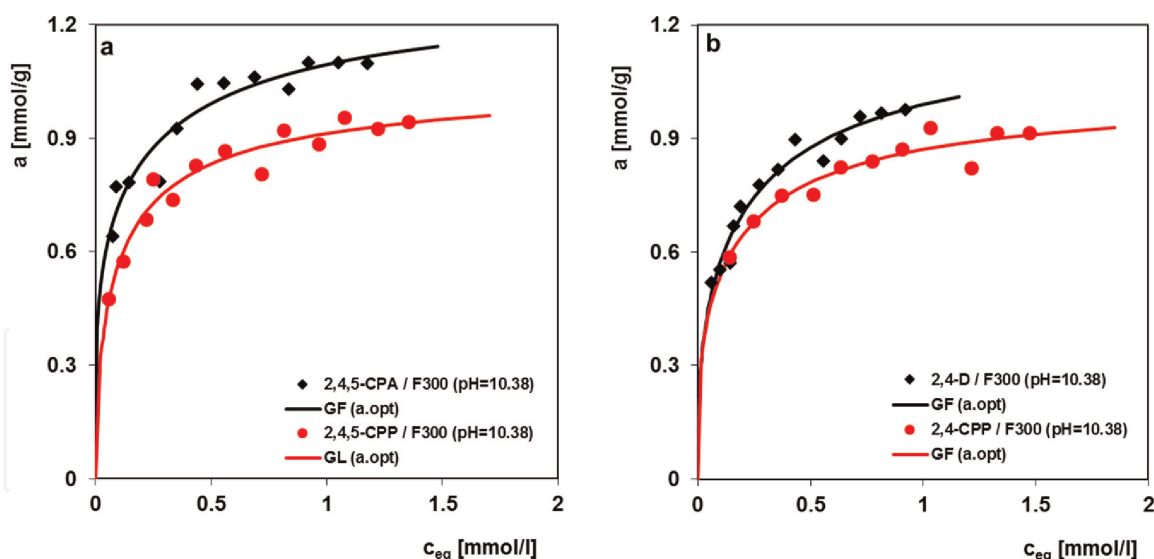 a
a [mmol/g]
1.2
0.9
0.6
0.3
0
2,4,5-CPA / F300 (pH=10.38)
GF (a.opt)
2,4,5-CPP / F300 (pH=10.38)
GL (a.opt)
0 0.5 1 1.5 2
c_eq [mmol/l]
b
a [mmol/g]
1.2
0.9
0.6
0.3
0
2,4-D / F300 (pH=10.38)
GF (a.opt)
2,4-CPP / F300 (pH=10.38)
GF (a.opt)
0 0.5 1 1.5 2
c_eq [mmol/l]